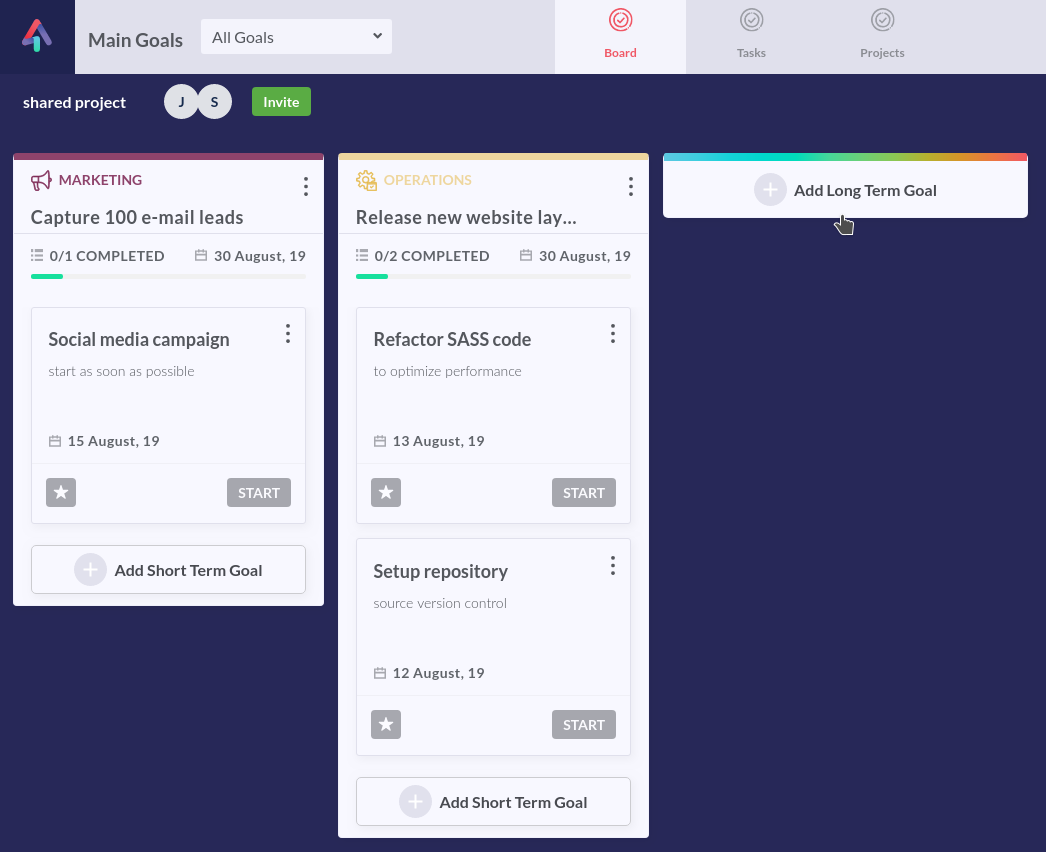 Main Goals
All Goals
Board
Tasks
Projects
shared project
J
S
Invite
MARKETING
Capture 100 e-mail leads
0/1 COMPLETED
30 August, 19
Social media campaign
start as soon as possible
15 August, 19
START
Add Short Term Goal
OPERATIONS
Release new website lay...
0/2 COMPLETED
30 August, 19
Refactor SASS code
to optimize performance
13 August, 19
START
Setup repository
source version control
12 August, 19
START
Add Short Term Goal
Add Long Term Goal